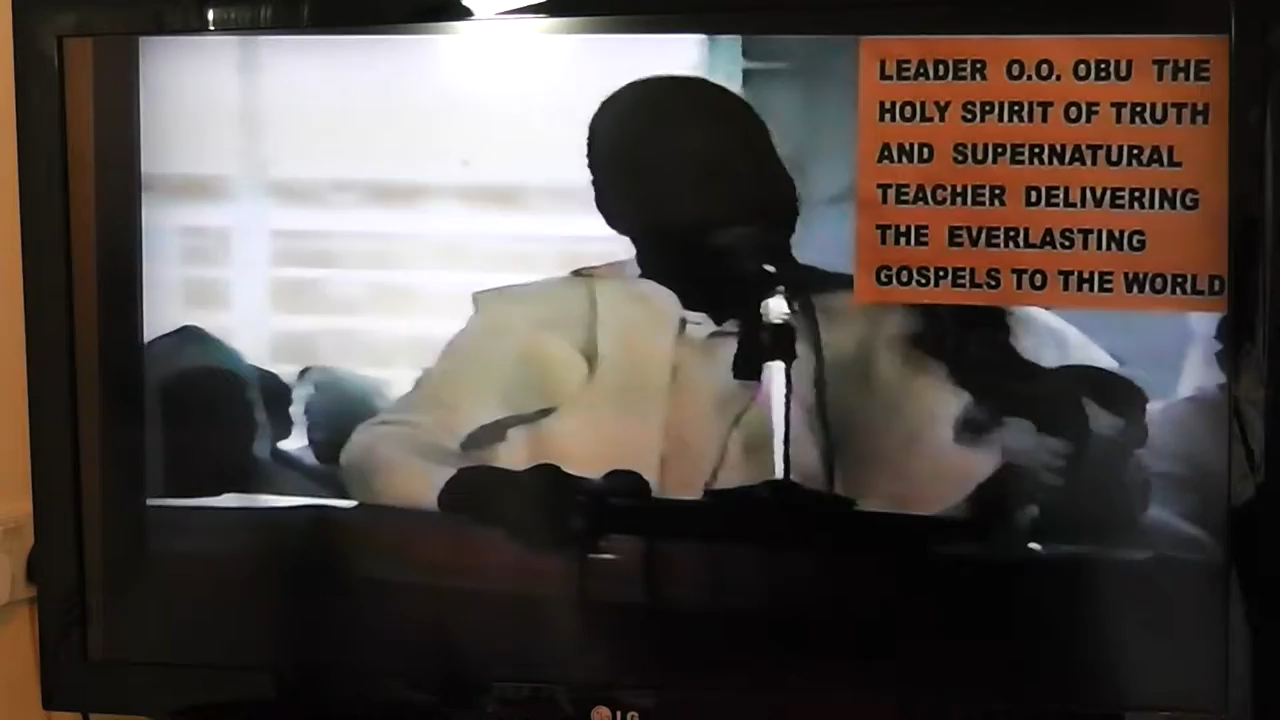 LEADER O.O. OBU THE
HOLY SPIRIT OF TRUTH
AND SUPERNATURAL
TEACHER DELIVERING
THE EVERLASTING
GOSPELS TO THE WORLD
LG